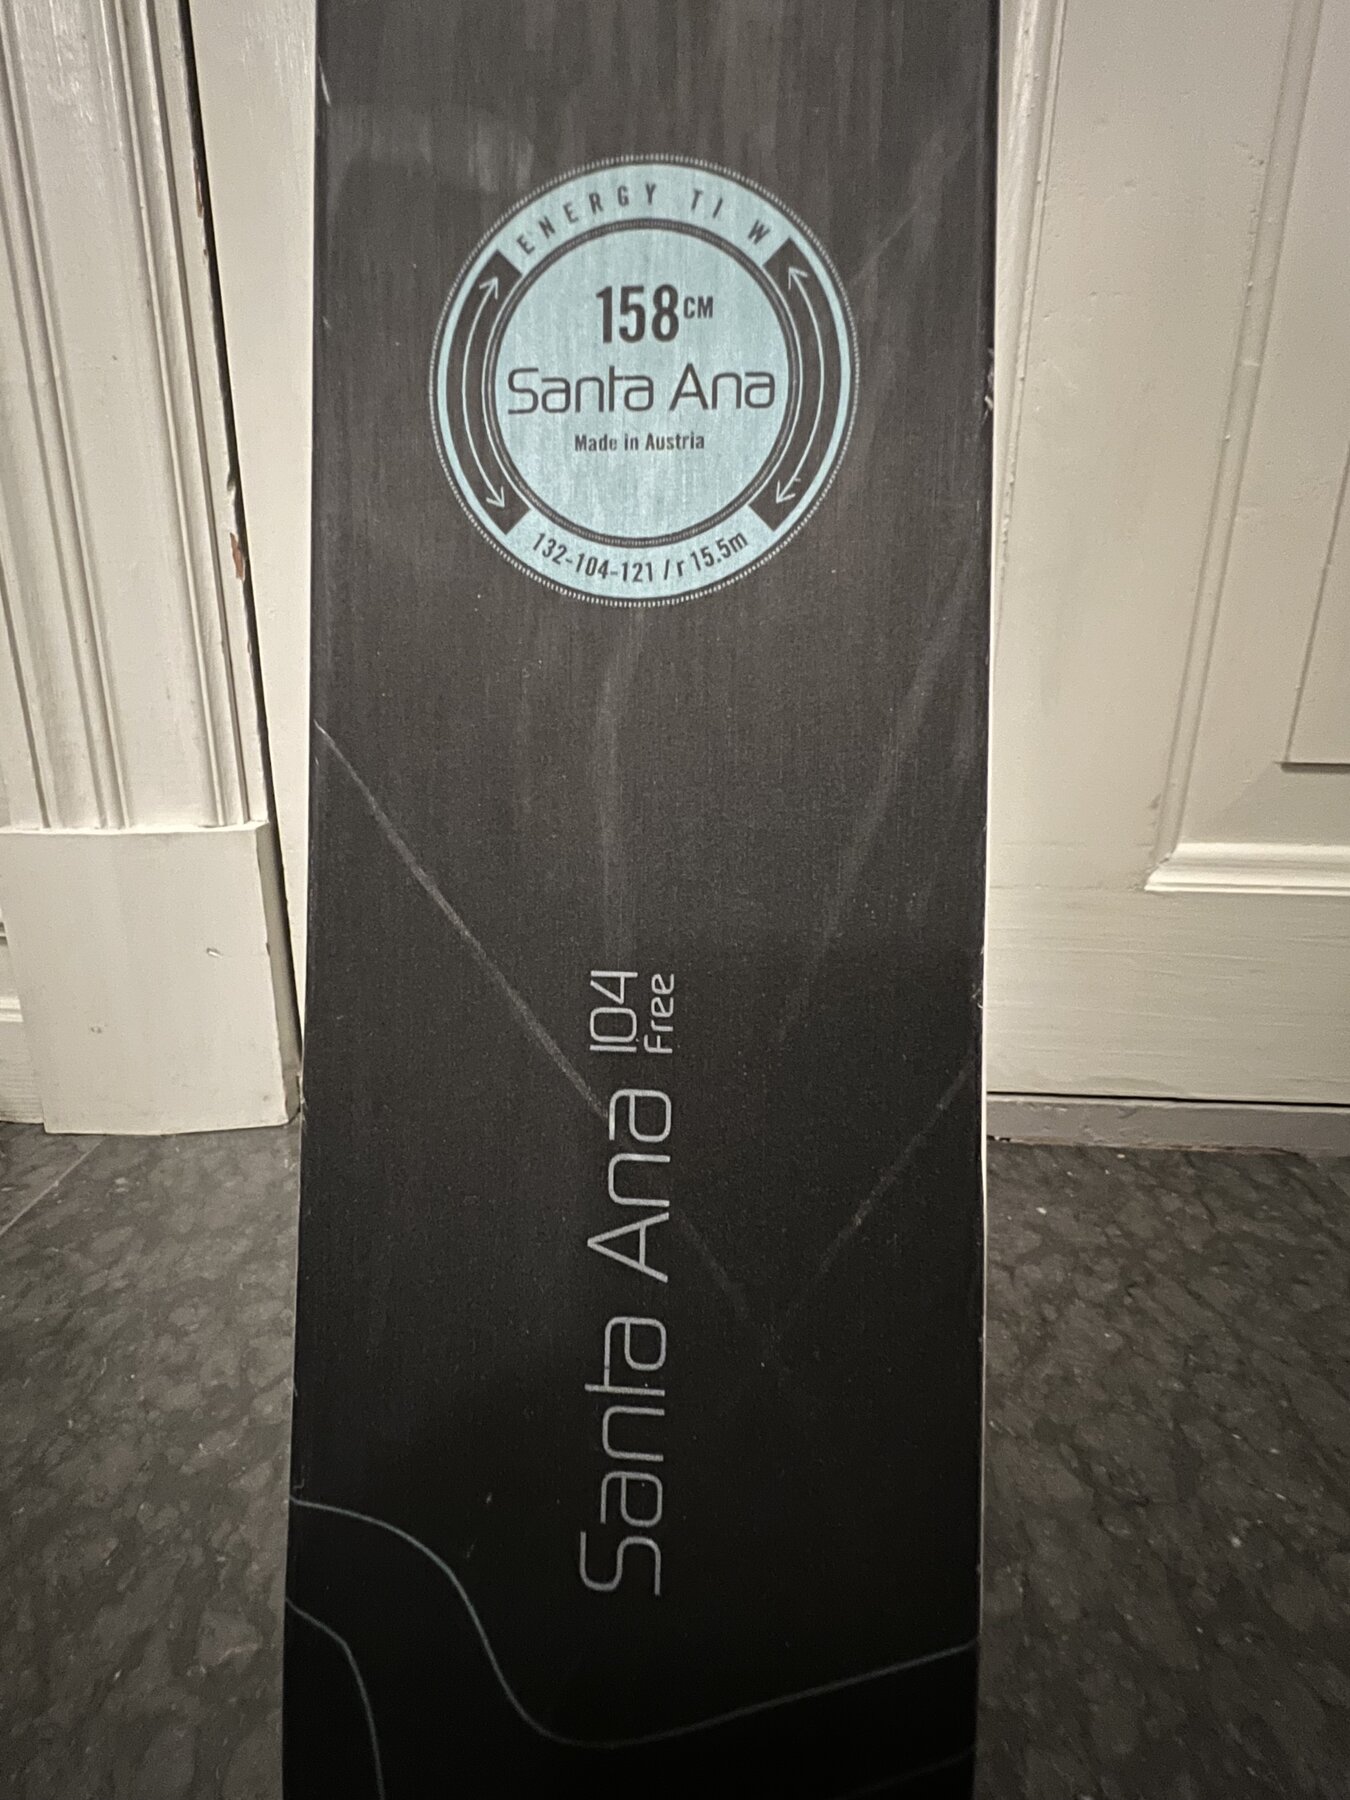 ENERGY TI W
158CM
Santa Ana
Made in Austria
132-104-121 / r 15.5m
Santa Ana 104
Free